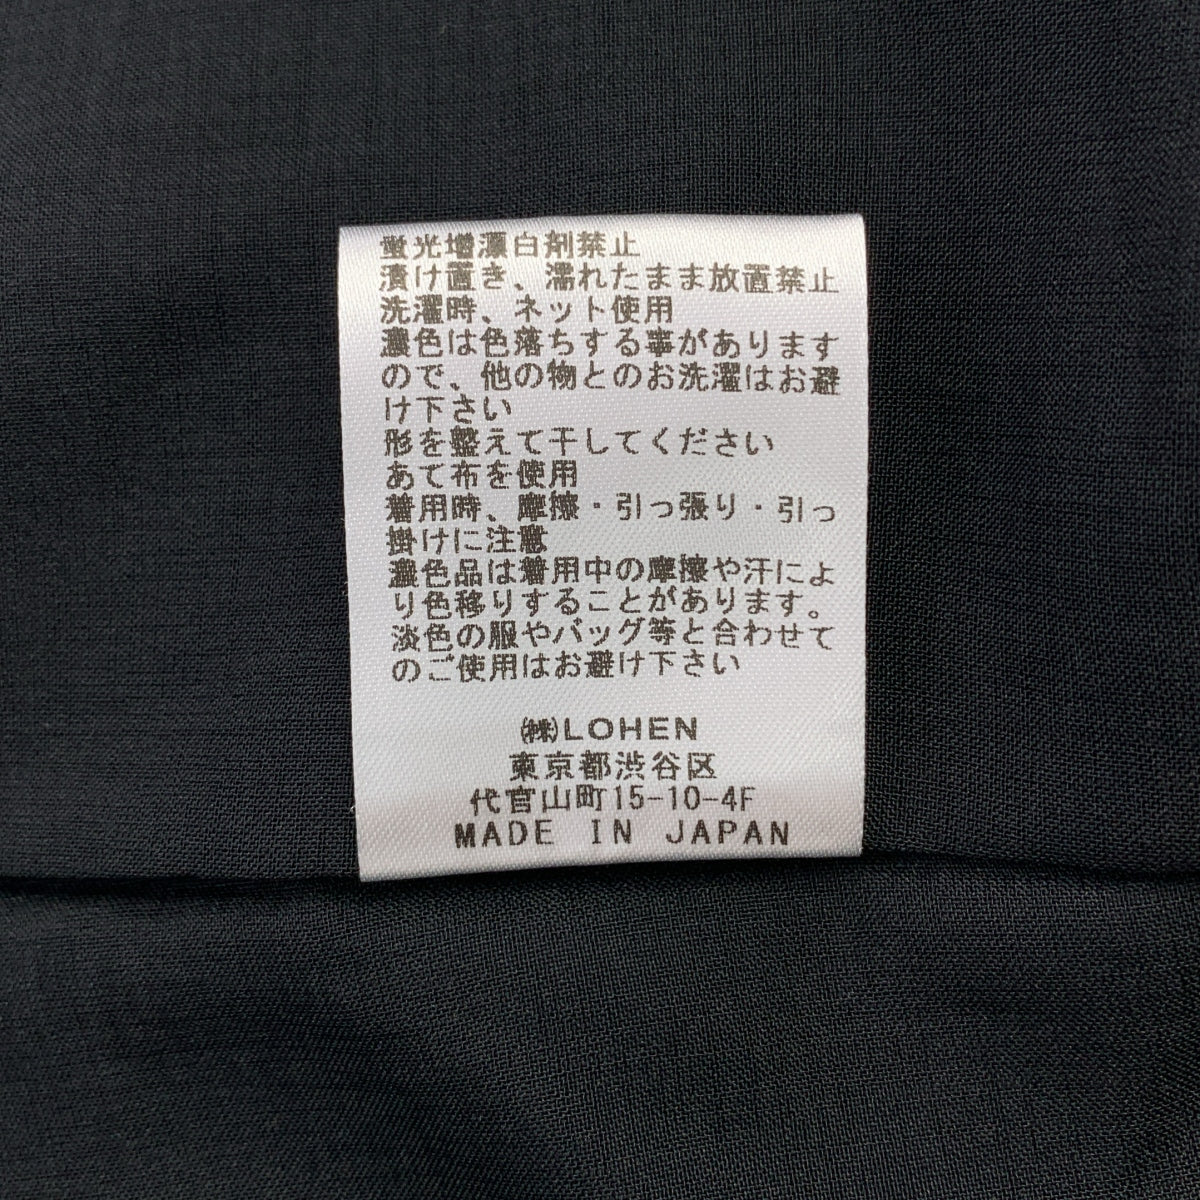 蛍光増漂白剤禁止
漬け置き、濡れたまま放置禁止
洗濯時、ネット使用
濃色は色落ちする事があります
ので、他の物とのお洗濯はお避
け下さい
形を整えて干してください
あて布を使用
着用時、摩擦・引っ張り・引っ
掛けに注意
濃色品は着用中の摩擦や汗によ
り色移りすることがあります。
淡色の服やバッグ等と合わせて
のご使用はお避け下さい
㈱LOHEN
東京都渋谷区
代官山町15-10-4F
MADE IN JAPAN